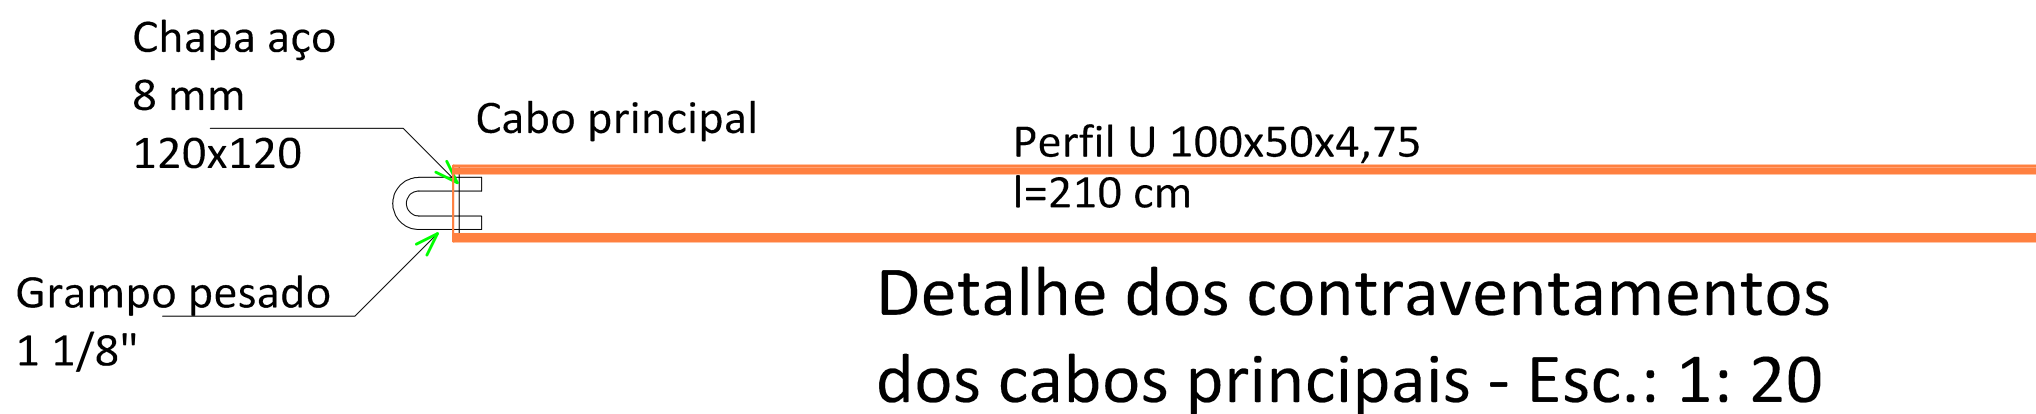 Chapa aço
8 mm
120x120
Cabo principal
Perfil U 100x50x4,75
l=210 cm
Grampo pesado
1 1/8"
Detalhe dos contraventamentos
dos cabos principais - Esc.: 1: 20